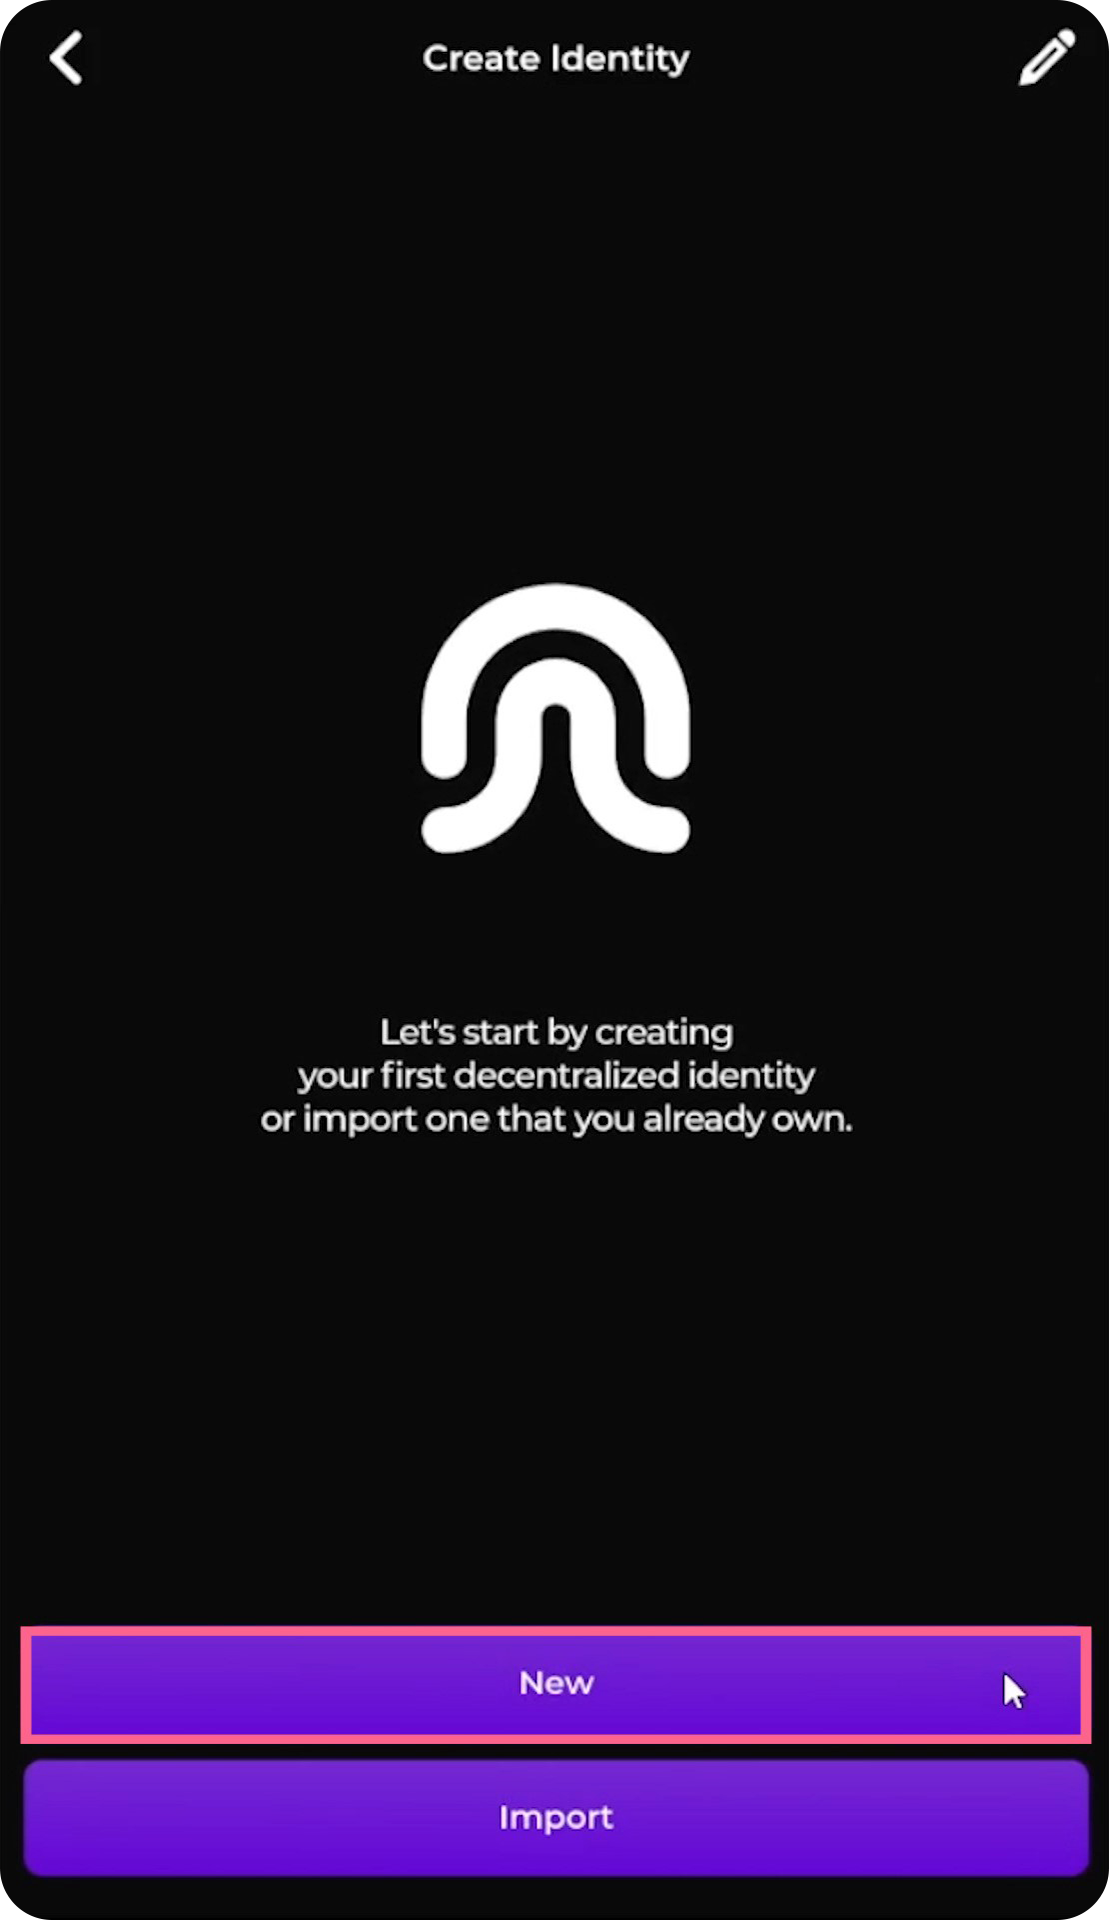 Create Identity
Let's start by creating
your first decentralized identity
or import one that you already own.
New
Import